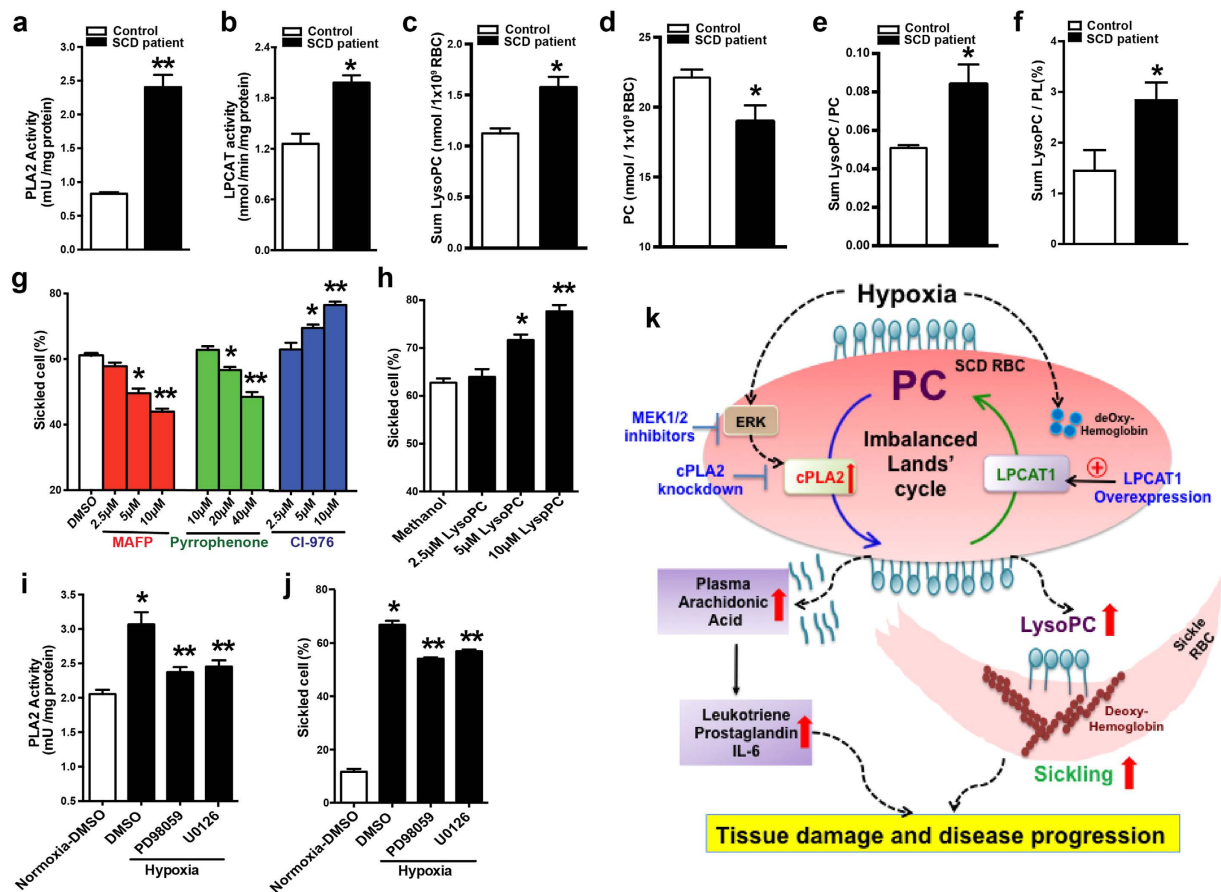 a
Control
SCD patient
PLA2 Activity
(mU /mg protein)
3.0
2.5
2.0
1.5
1.0
0.5
0.0
**
b
Control
SCD patient
LPCAT activity
(nmol /min /mg protein)
2.4
1.8
1.2
0.6
0.0
*
c
Control
SCD patient
Sum LysoPC (nmol /1x10⁹ RBC)
2.0
1.5
1.0
0.5
0.0
*
d
Control
SCD patient
PC (nmol / 1x10⁹ RBC)
25
20
15
10
*
e
Control
SCD patient
Sum LysoPC / PC
0.10
0.08
0.06
0.04
0.02
0.00
*
f
Control
SCD patient
Sum LysoPC / PL(%)
4
3
2
1
0
*
g
Sickled cell (%)
80
60
40
20
*
**
*
**
*
**
DMSO
2.5µM
5µM
10µM
10µM
20µM
40µM
2.5µM
5µM
10µM
MAFP
Pyrrophenone
CI-976
h
Sickled cell (%)
90
80
70
60
50
40
*
**
Methanol
2.5µM LysoPC
5µM LysoPC
10µM LyspPC
i
PLA2 Activity
(mU /mg protein)
3.5
3.0
2.5
2.0
1.5
1.0
0.5
*
**
**
Normoxia-DMSO
DMSO
PD98059
U0126
Hypoxia
j
Sickled cell (%)
80
60
40
20
0
*
**
**
Normoxia-DMSO
DMSO
PD98059
U0126
Hypoxia
k
Hypoxia
SCD RBC
PC
ERK
MEK1/2
inhibitors
deOxy-
Hemoglobin
Imbalanced
Lands'
cycle
cPLA2
knockdown
cPLA2
LPCAT1
+
LPCAT1
Overexpression
Plasma
Arachidonic
Acid
LysoPC
Sickle
RBC
Leukotriene
Prostaglandin
IL-6
Deoxy-
Hemoglobin
Sickling
Tissue damage and disease progression